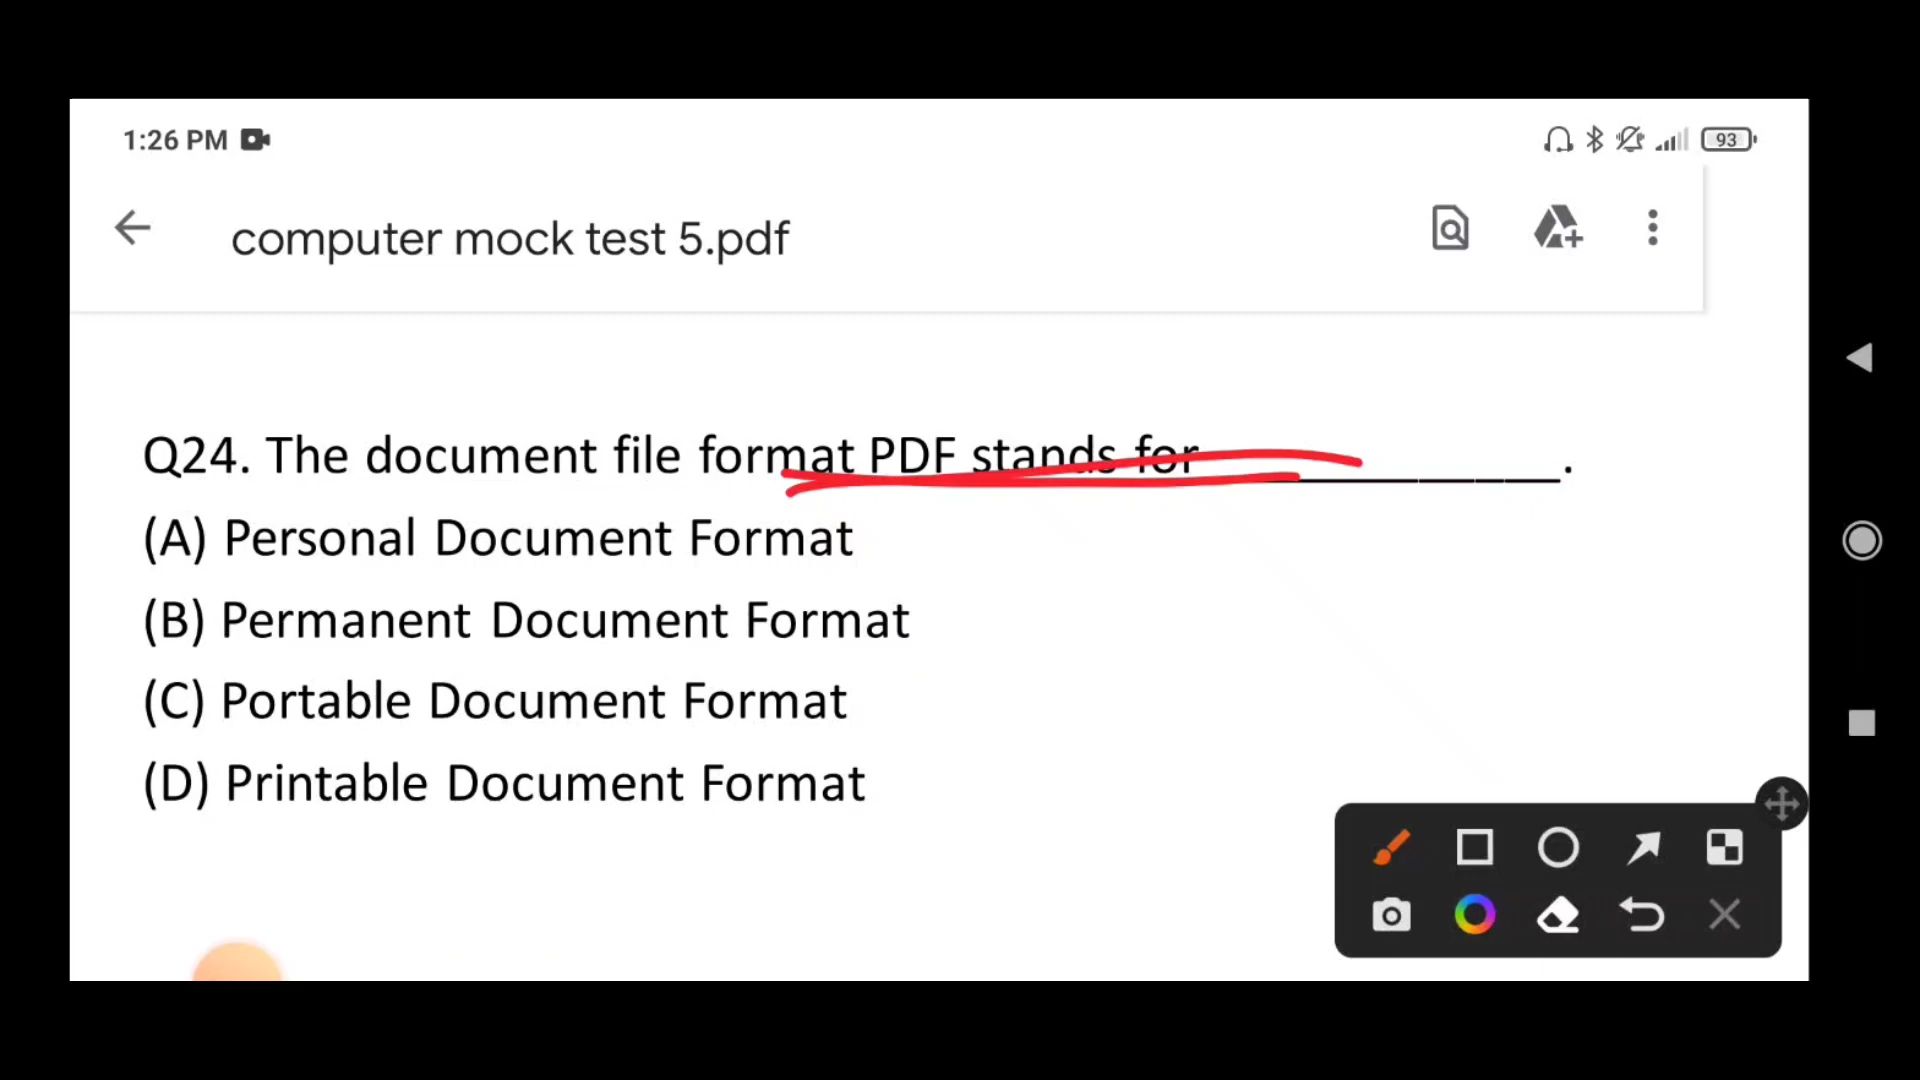 1:26 PM
93
computer mock test 5.pdf
Q24. The document file format PDF stands for ____________.
(A) Personal Document Format
(B) Permanent Document Format
(C) Portable Document Format
(D) Printable Document Format